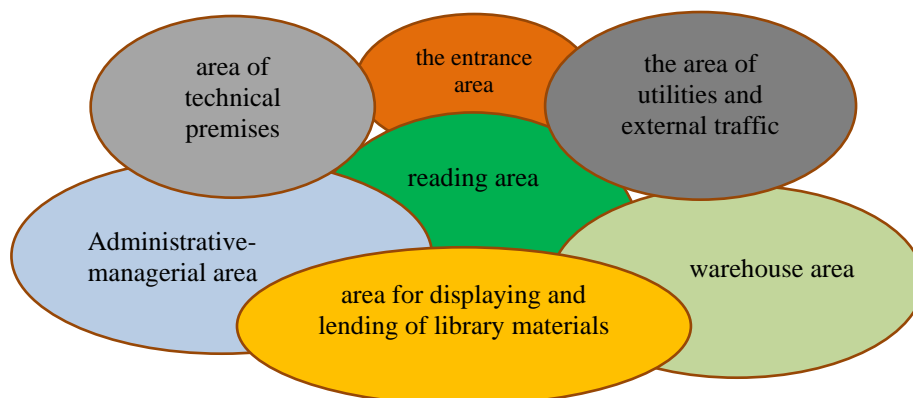 area of
technical
premises
the entrance
area
the area of
utilities and
external traffic
reading area
Administrative-
managerial area
warehouse area
area for displaying and
lending of library materials